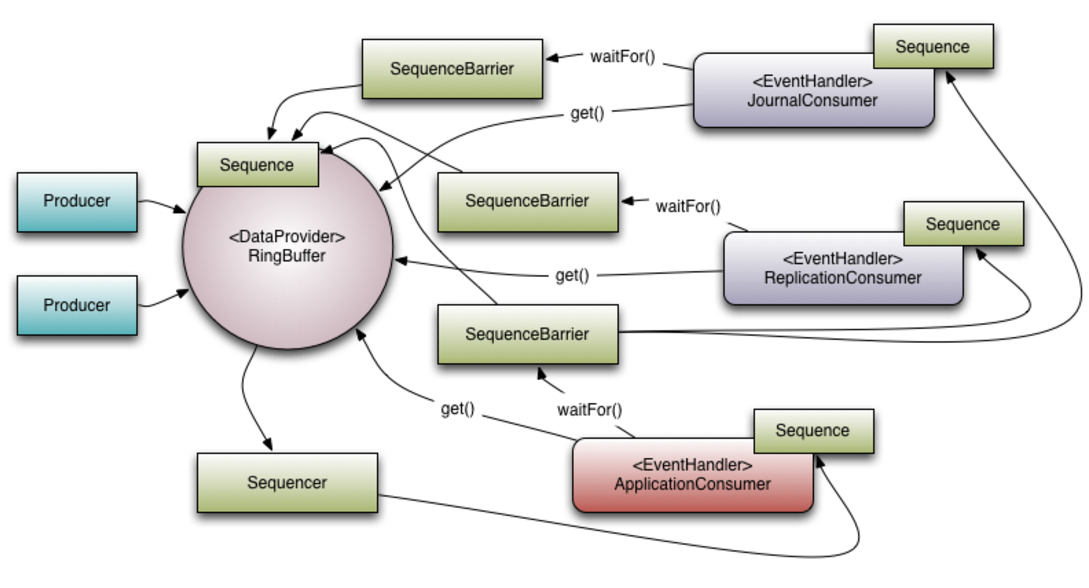 Sequence
SequenceBarrier
waitFor()
<EventHandler>
JournalConsumer
get()
Sequence
Producer
SequenceBarrier
waitFor()
Sequence
<DataProvider>
RingBuffer
<EventHandler>
ReplicationConsumer
get()
Producer
SequenceBarrier
get()
waitFor()
Sequence
<EventHandler>
ApplicationConsumer
Sequencer